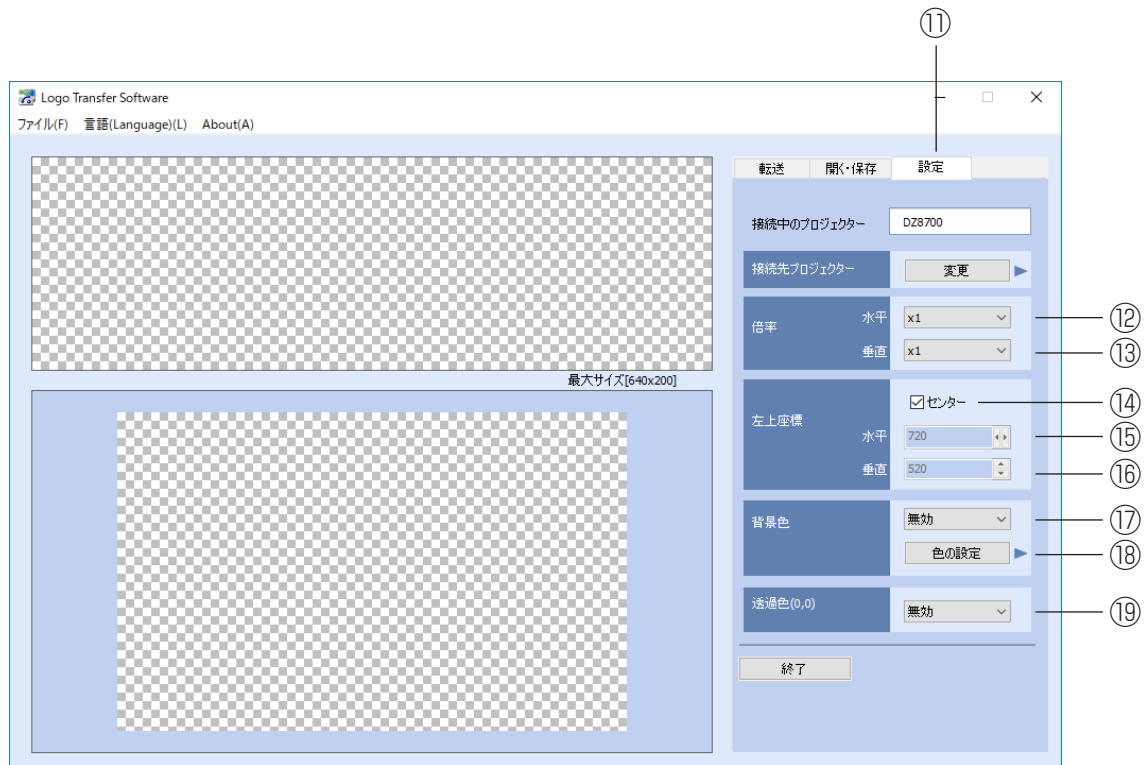 ⑪
Logo Transfer Software
ファイル(F) 言語(Language)(L) About(A)
転送 開く・保存 設定
接続中のプロジェクター DZ8700
接続先プロジェクター 変更
倍率 水平 x1 ⑫
垂直 x1 ⑬
最大サイズ[640x200]
センター ⑭
左上座標
水平 720 ⑮
垂直 520 ⑯
背景色 無効 ⑰
色の設定 ⑱
透過色(0,0) 無効 ⑲
終了